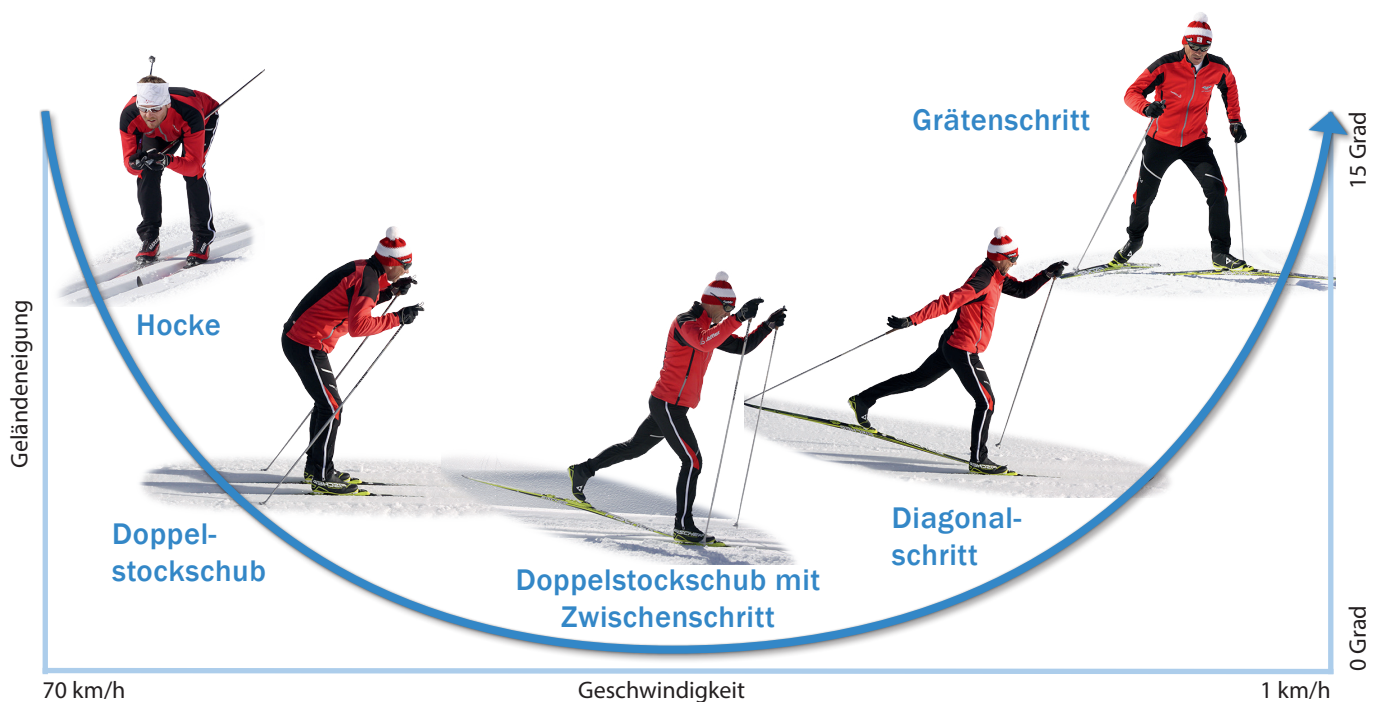 Grätenschritt
15 Grad
Hocke
Geländeneigung
Doppel-
stockschub
Diagonal-
schritt
Doppelstockschub mit
Zwischenschritt
0 Grad
70 km/h
Geschwindigkeit
1 km/h